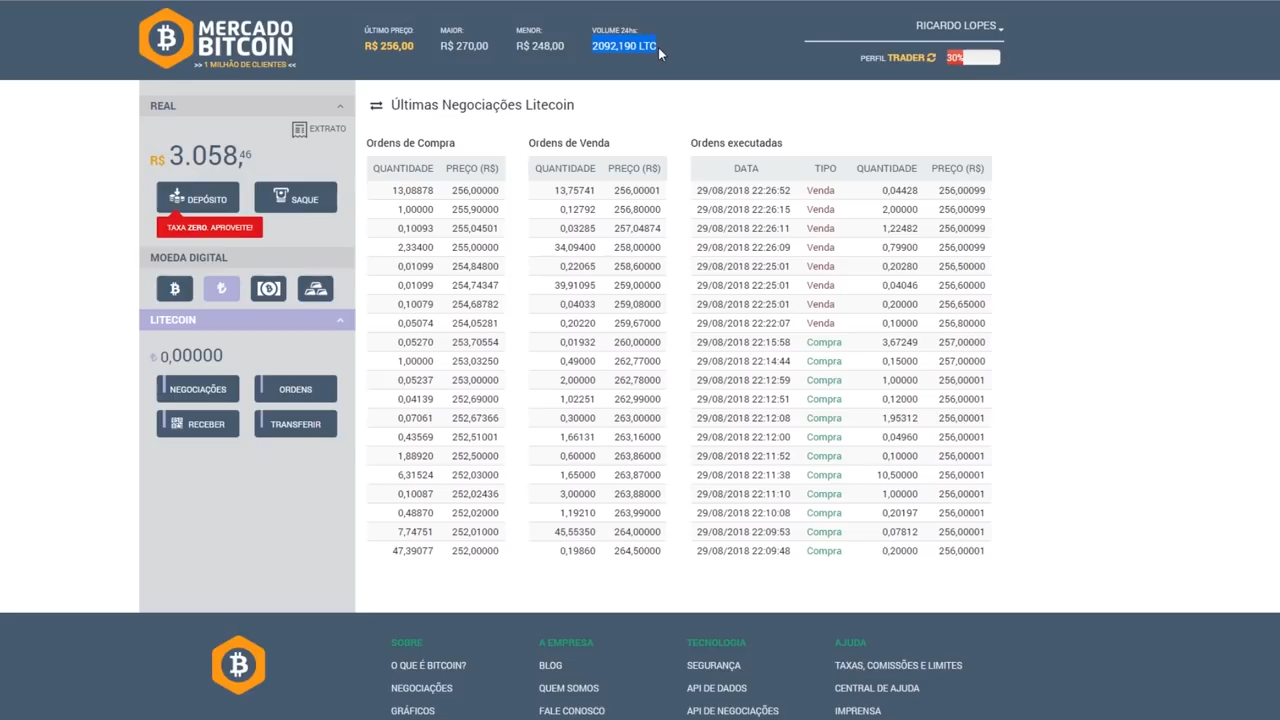 MERCADO
BITCOIN
>> 1 MILHÃO DE CLIENTES <<
ÚLTIMO PREÇO:
R$ 256,00
MAIOR:
R$ 270,00
MENOR:
R$ 248,00
VOLUME 24hs:
2092,190 LTC
RICARDO LOPES
PERFIL TRADER 30%
REAL
EXTRATO
R$ 3.058,46
DEPÓSITO SAQUE
TAXA ZERO. APROVEITE!
MOEDA DIGITAL
LITECOIN
0,00000
NEGOCIAÇÕES ORDENS
RECEBER TRANSFERIR
Últimas Negociações Litecoin
Ordens de Compra Ordens de Venda Ordens executadas
QUANTIDADE PREÇO (R$) QUANTIDADE PREÇO (R$) DATA TIPO QUANTIDADE PREÇO (R$)
13,08878 256,00000 13,75741 256,00001 29/08/2018 22:26:52 Venda 0,04428 256,00099
1,00000 255,90000 0,12792 256,80000 29/08/2018 22:26:15 Venda 2,00000 256,00099
0,10093 255,04501 0,03285 257,04874 29/08/2018 22:26:11 Venda 1,22482 256,00099
2,33400 255,00000 34,09400 258,00000 29/08/2018 22:26:09 Venda 0,79900 256,00099
0,01099 254,84800 0,22065 258,60000 29/08/2018 22:25:01 Venda 0,20280 256,50000
0,01099 254,74347 39,91095 259,00000 29/08/2018 22:25:01 Venda 0,04046 256,60000
0,10079 254,68782 0,04033 259,08000 29/08/2018 22:25:01 Venda 0,20000 256,65000
0,05074 254,05281 0,20220 259,67000 29/08/2018 22:22:07 Venda 0,10000 256,80000
0,05270 253,70554 0,01932 260,00000 29/08/2018 22:15:58 Compra 3,67249 257,00000
1,00000 253,03250 0,49000 262,77000 29/08/2018 22:14:44 Compra 0,15000 257,00000
0,05237 253,00000 2,00000 262,78000 29/08/2018 22:12:59 Compra 1,00000 256,00001
0,04139 252,69000 1,02251 262,99000 29/08/2018 22:12:51 Compra 0,12000 256,00001
0,07061 252,67366 0,30000 263,00000 29/08/2018 22:12:08 Compra 1,95312 256,00001
0,43569 252,51001 1,66131 263,16000 29/08/2018 22:12:00 Compra 0,04960 256,00001
1,88920 252,50000 0,60000 263,86000 29/08/2018 22:11:52 Compra 0,10000 256,00001
6,31524 252,03000 1,65000 263,87000 29/08/2018 22:11:38 Compra 10,50000 256,00001
0,10087 252,02436 3,00000 263,88000 29/08/2018 22:11:10 Compra 1,00000 256,00001
0,48870 252,02000 1,19210 263,99000 29/08/2018 22:10:08 Compra 0,20197 256,00001
7,74751 252,01000 45,55350 264,00000 29/08/2018 22:09:53 Compra 0,07812 256,00001
47,39077 252,00000 0,19860 264,50000 29/08/2018 22:09:48 Compra 0,20000 256,00001
SOBRE A EMPRESA TECNOLOGIA AJUDA
O QUE É BITCOIN? BLOG SEGURANÇA TAXAS, COMISSÕES E LIMITES
NEGOCIAÇÕES QUEM SOMOS API DE DADOS CENTRAL DE AJUDA
GRÁFICOS FALE CONOSCO API DE NEGOCIAÇÕES IMPRENSA